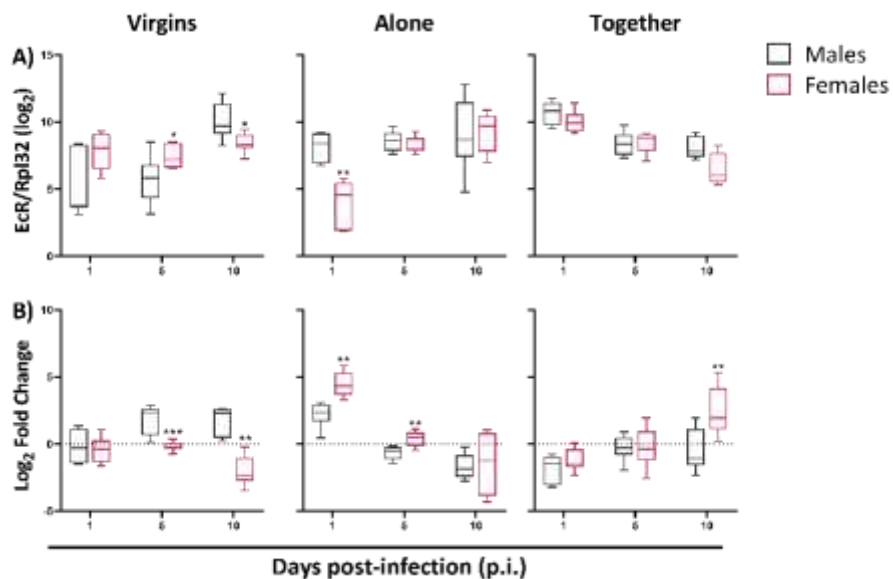 Virgins Alone Together
Males
Females
A)
EcR/Rpl32 (log2)
15
10
5
0
1 5 10
*
*
1 5 10
**
1 5 10
B)
Log2 Fold Change
10
5
0
-5
1 5 10
***
**
1 5 10
**
**
1 5 10
**
Days post-infection (p.i.)